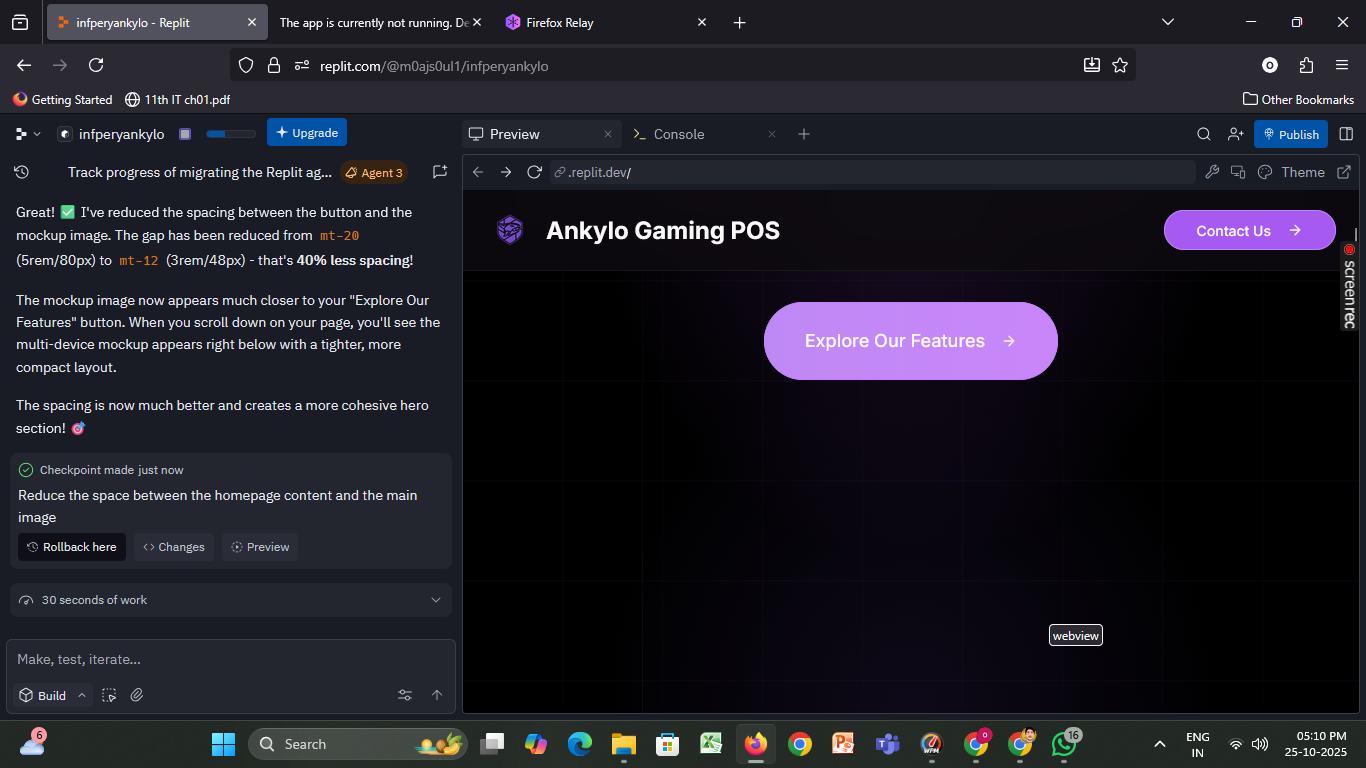 infperyankylo - Replit
The app is currently not running. De
Firefox Relay
replit.com/@m0ajs0ul1/infperyankylo
Getting Started
11th IT ch01.pdf
Other Bookmarks
infperyankylo
Upgrade
Preview
Console
Publish
Track progress of migrating the Replit ag...
Agent 3
.replit.dev/
Theme
Great! ✅ I've reduced the spacing between the button and the
mockup image. The gap has been reduced from mt-20
(5rem/80px) to mt-12 (3rem/48px) - that's 40% less spacing!
The mockup image now appears much closer to your "Explore Our
Features" button. When you scroll down on your page, you'll see the
multi-device mockup appears right below with a tighter, more
compact layout.
The spacing is now much better and creates a more cohesive hero
section! 🎯
Checkpoint made just now
Reduce the space between the homepage content and the main
image
Rollback here
Changes
Preview
30 seconds of work
Make, test, iterate...
Build
Ankylo Gaming POS
Contact Us
screen rec
Explore Our Features
webview
6
Search
WPM
16
ENG
IN
05:10 PM
25-10-2025